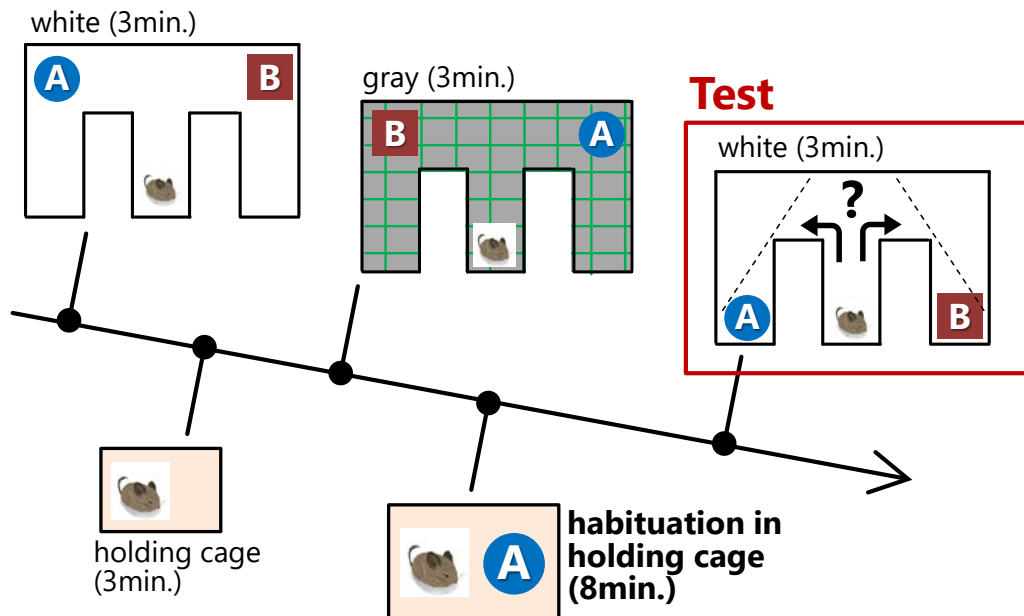 white (3min.)
A
B
gray (3min.)
B
A
Test
white (3min.)
?
A
B
holding cage
(3min.)
A
habituation in
holding cage
(8min.)